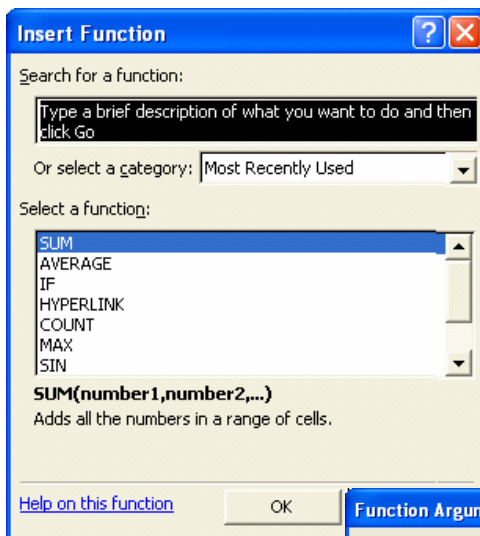 Insert Function
Search for a function:
Type a brief description of what you want to do and then
click Go
Or select a category: Most Recently Used
Select a function:
SUM
AVERAGE
IF
HYPERLINK
COUNT
MAX
SIN
SUM(number1,number2,...)
Adds all the numbers in a range of cells.
Help on this function OK
Function Argun